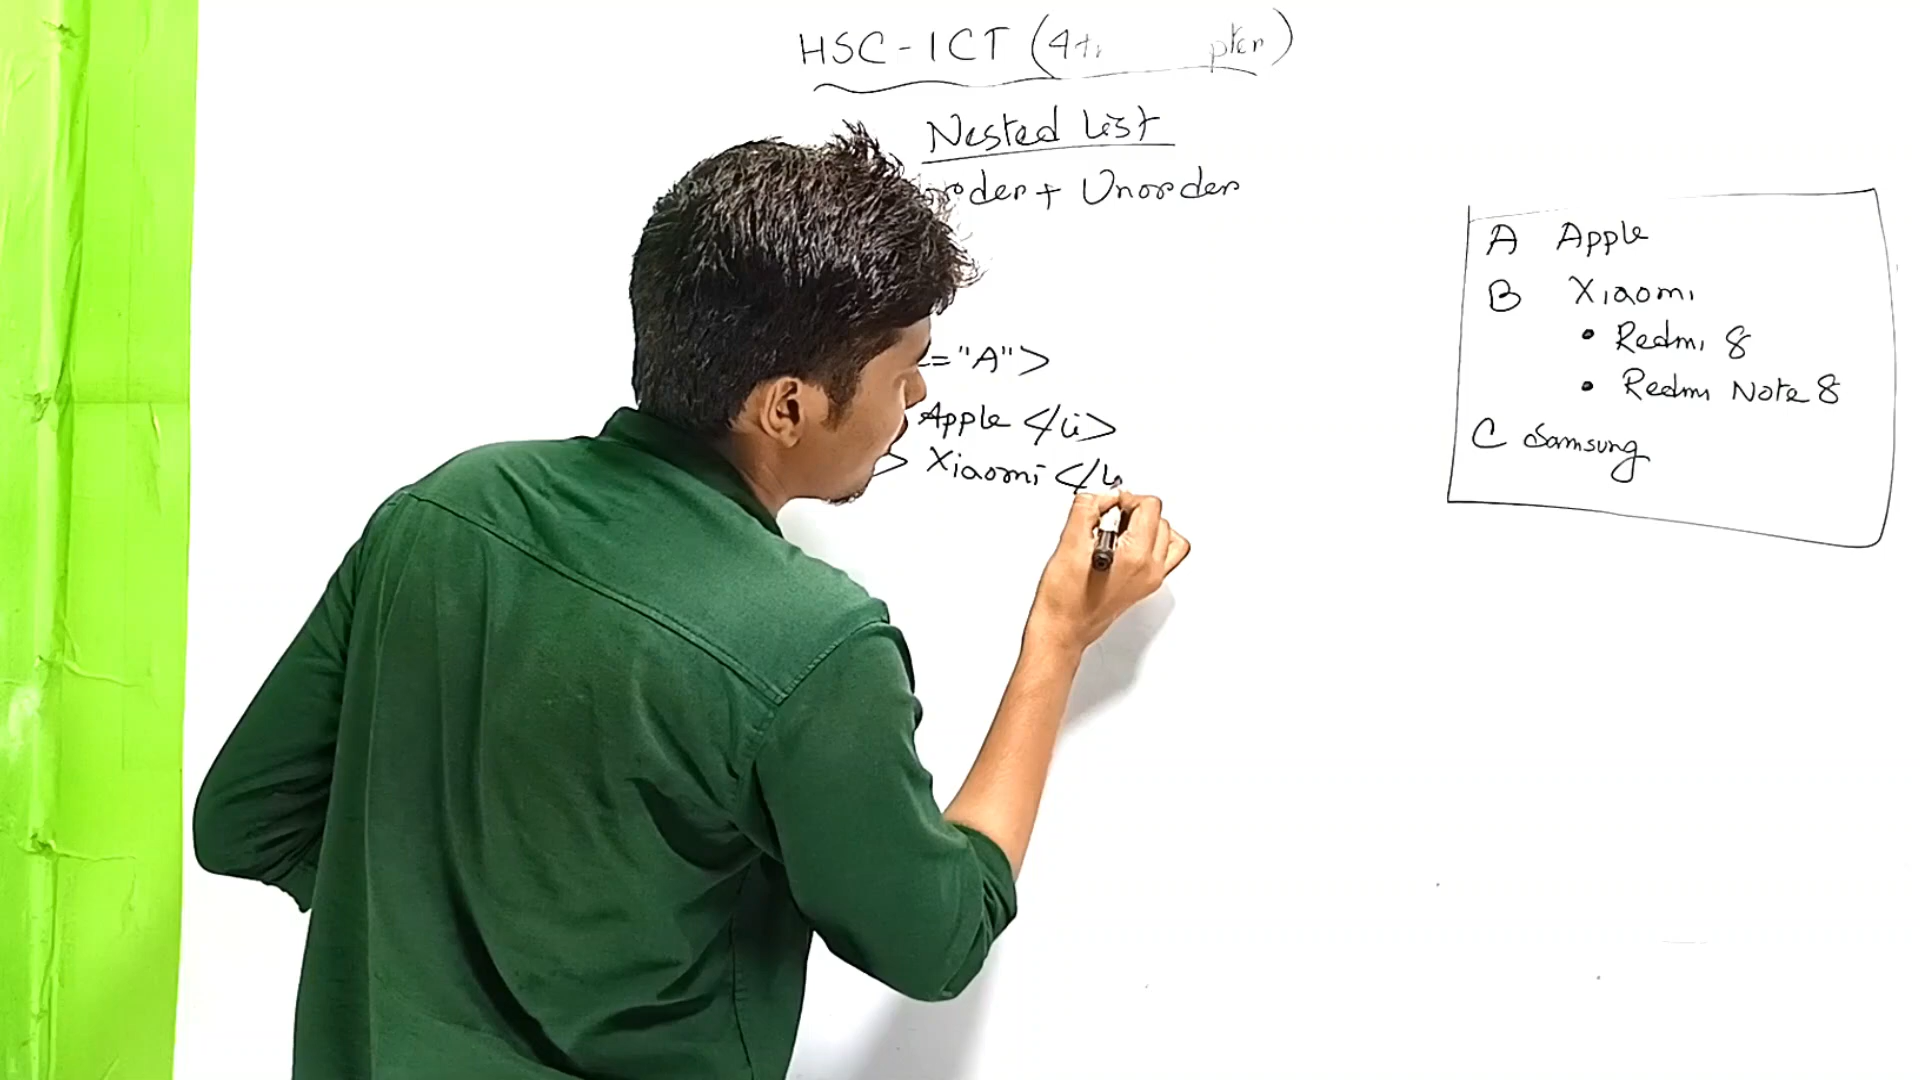 HSC-ICT (4th pter)
Nested List
order + Unorder
="A">
Apple </li>
> Xiaomi </l
A Apple
B Xiaomi
• Redmi 8
• Redmi Note 8
C Samsung